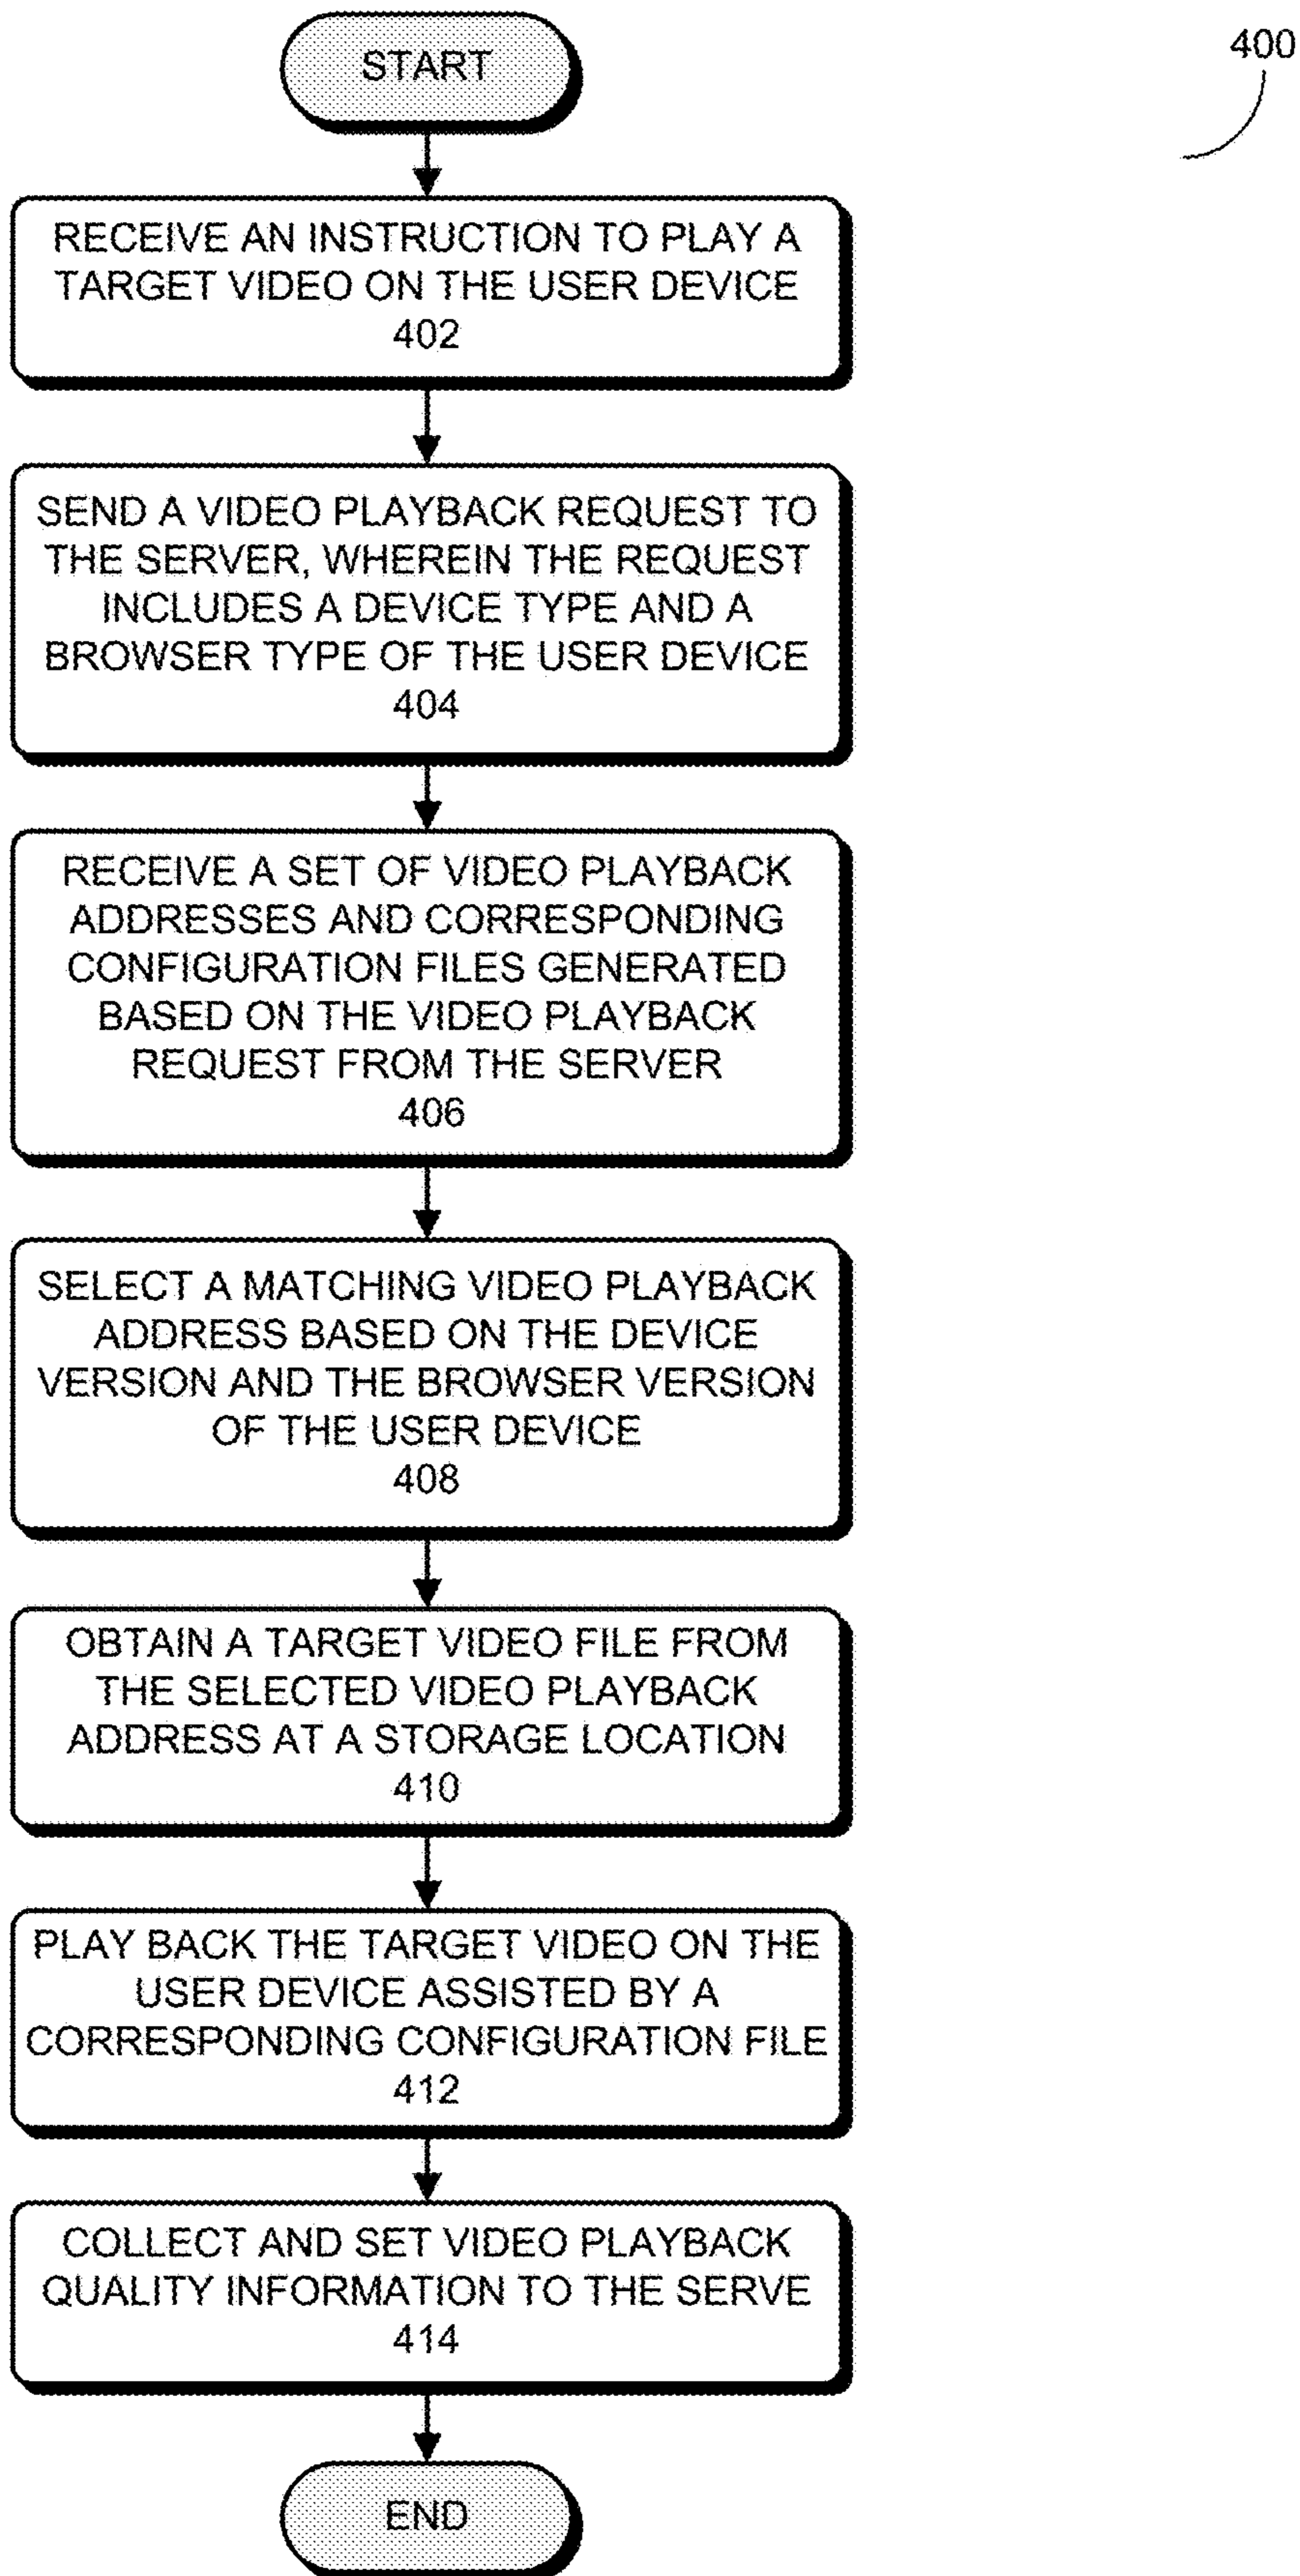 START
400
RECEIVE AN INSTRUCTION TO PLAY A
TARGET VIDEO ON THE USER DEVICE
402
SEND A VIDEO PLAYBACK REQUEST TO
THE SERVER, WHEREIN THE REQUEST
INCLUDES A DEVICE TYPE AND A
BROWSER TYPE OF THE USER DEVICE
404
RECEIVE A SET OF VIDEO PLAYBACK
ADDRESSES AND CORRESPONDING
CONFIGURATION FILES GENERATED
BASED ON THE VIDEO PLAYBACK
REQUEST FROM THE SERVER
406
SELECT A MATCHING VIDEO PLAYBACK
ADDRESS BASED ON THE DEVICE
VERSION AND THE BROWSER VERSION
OF THE USER DEVICE
408
OBTAIN A TARGET VIDEO FILE FROM
THE SELECTED VIDEO PLAYBACK
ADDRESS AT A STORAGE LOCATION
410
PLAY BACK THE TARGET VIDEO ON THE
USER DEVICE ASSISTED BY A
CORRESPONDING CONFIGURATION FILE
412
COLLECT AND SET VIDEO PLAYBACK
QUALITY INFORMATION TO THE SERVE
414
END